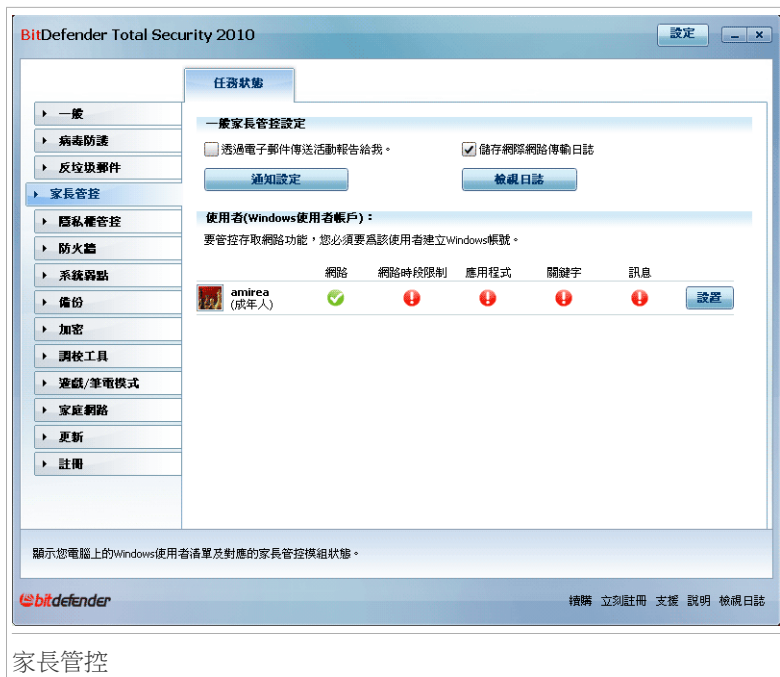 BitDefender Total Security 2010
設定
任務狀態
一般
病毒防護
反垃圾郵件
家長管控
隱私權管控
防火牆
系統弱點
備份
加密
調校工具
遊戲/筆電模式
家庭網路
更新
註冊
一般家長管控設定
透過電子郵件傳送活動報告給我。
儲存網際網路傳輸日誌
通知設定
檢視日誌
使用者(Windows使用者帳戶)：
要管控存取網路功能，您必須要爲該使用者建立Windows帳號。
網路 網路時段限制 應用程式 關鍵字 訊息
amirea
(成年人)
設置
顯示您電腦上的Windows使用者清單及對應的家長管控模組狀態。
bitdefender
續購 立刻註冊 支援 說明 檢視日誌
家長管控